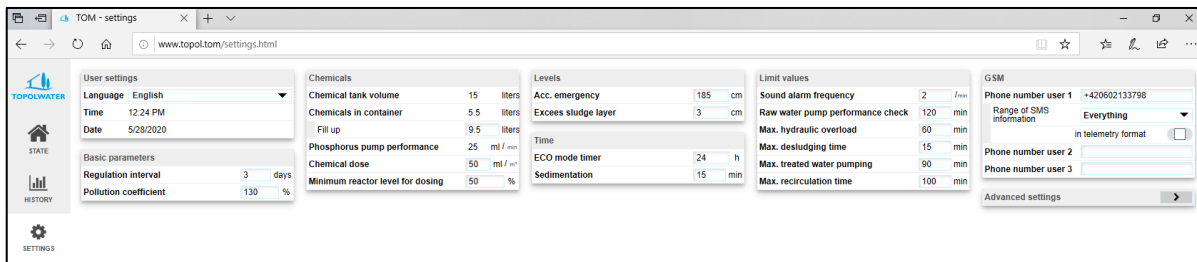 TOM - settings
www.topol.tom/settings.html
TOPOLWATER
STATE
HISTORY
SETTINGS
User settings
Language English
Time 12:24 PM
Date 5/28/2020
Basic parameters
Regulation interval 3 days
Pollution coefficient 130 %
Chemicals
Chemical tank volume 15 liters
Chemicals in container 5.5 liters
Fill up 9.5 liters
Phosphorus pump performance 25 ml / min
Chemical dose 50 ml / m³
Minimum reactor level for dosing 50 %
Levels
Acc. emergency 185 cm
Excees sludge layer 3 cm
Time
ECO mode timer 24 h
Sedimentation 15 min
Limit values
Sound alarm frequency 2 /min
Raw water pump performance check 120 min
Max. hydraulic overload 60 min
Max. desludging time 15 min
Max. treated water pumping 90 min
Max. recirculation time 100 min
GSM
Phone number user 1 +420602133798
Range of SMS
information Everything
in telemetry format
Phone number user 2
Phone number user 3
Advanced settings